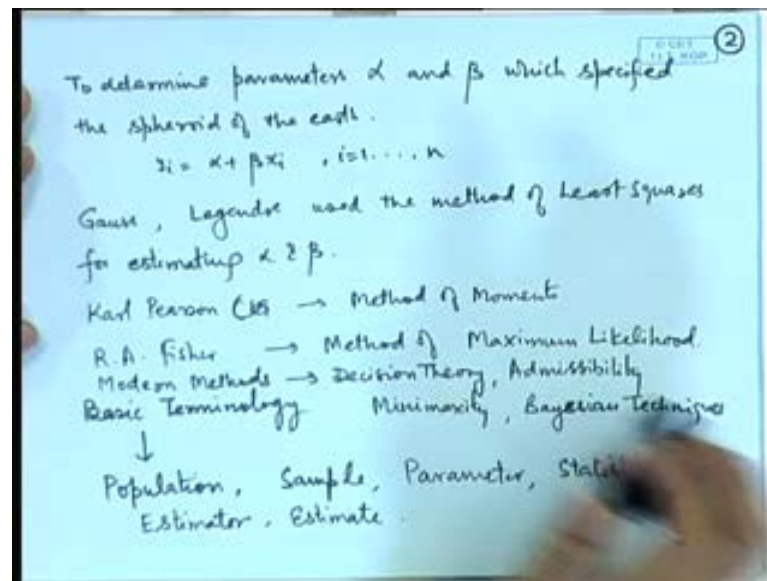 ②
To determine parameters α and β which specified
the spheroid of the earth.
yi = α + βxi , i=1, ..., n
Gauss, Legendre used the method of Least Squares
for estimating α & β.
Karl Pearson → Method of Moments
R.A. Fisher → Method of Maximum Likelihood
Modern Methods → Decision Theory, Admissibility
Basic Terminology Minimaxity, Bayesian Techniques
↓
Population, Sample, Parameter,
Estimator, Estimate.